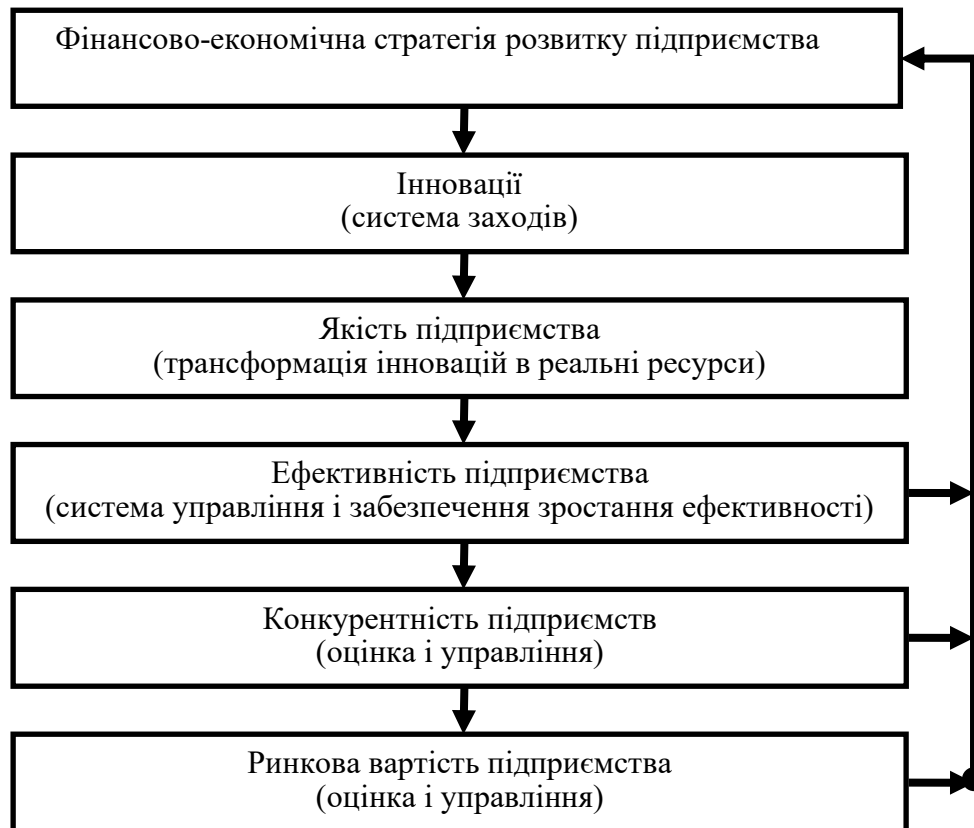 Фінансово-економічна стратегія розвитку підприємства
Інновації
(система заходів)
Якість підприємства
(трансформація інновацій в реальні ресурси)
Ефективність підприємства
(система управління і забезпечення зростання ефективності)
Конкурентність підприємств
(оцінка і управління)
Ринкова вартість підприємства
(оцінка і управління)